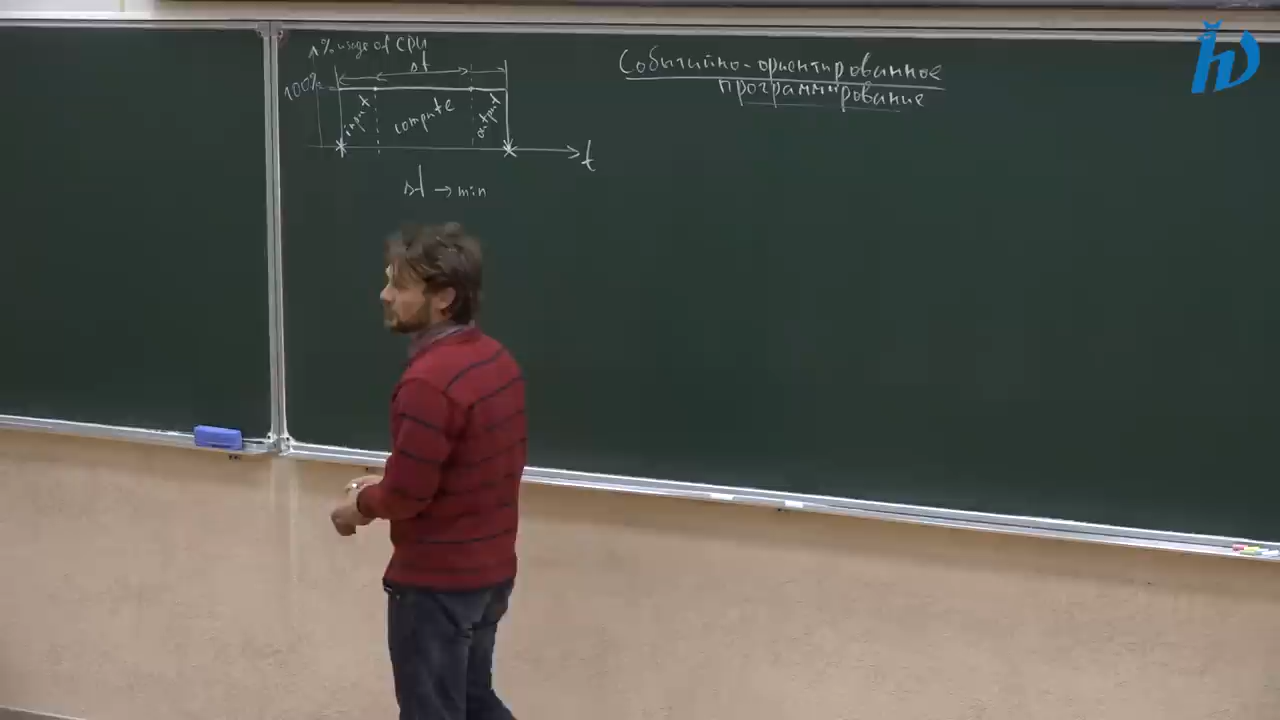 % usage of CPU
Δt
100%
input
compute
output
t
Δt → min
Событийно-ориентированное
программирование